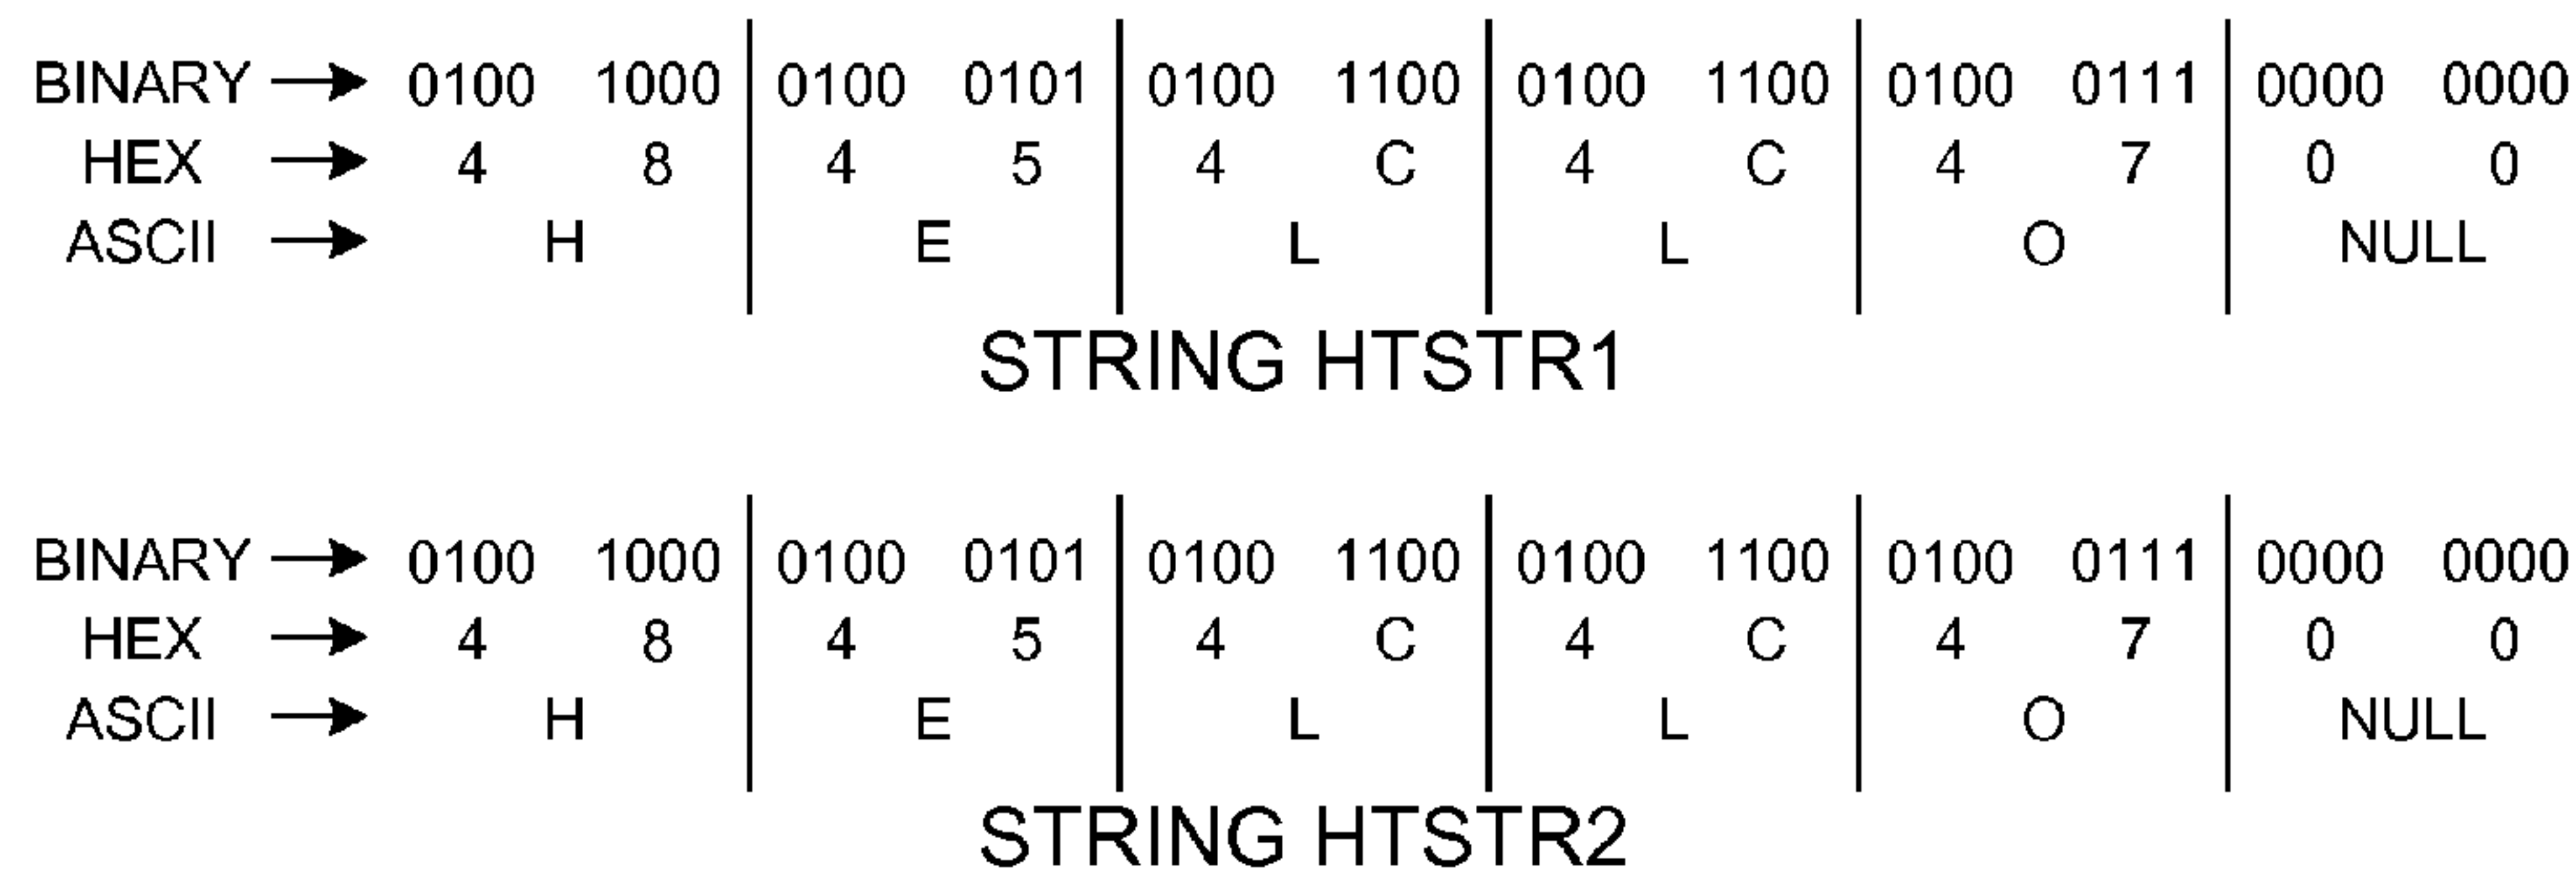 BINARY → 0100 1000 0100 0101 0100 1100 0100 1100 0100 0111 0000 0000
HEX → 4 8 4 5 4 C 4 C 4 7 0 0
ASCII → H E L L O NULL
STRING HTSTR1
BINARY → 0100 1000 0100 0101 0100 1100 0100 1100 0100 0111 0000 0000
HEX → 4 8 4 5 4 C 4 C 4 7 0 0
ASCII → H E L L O NULL
STRING HTSTR2